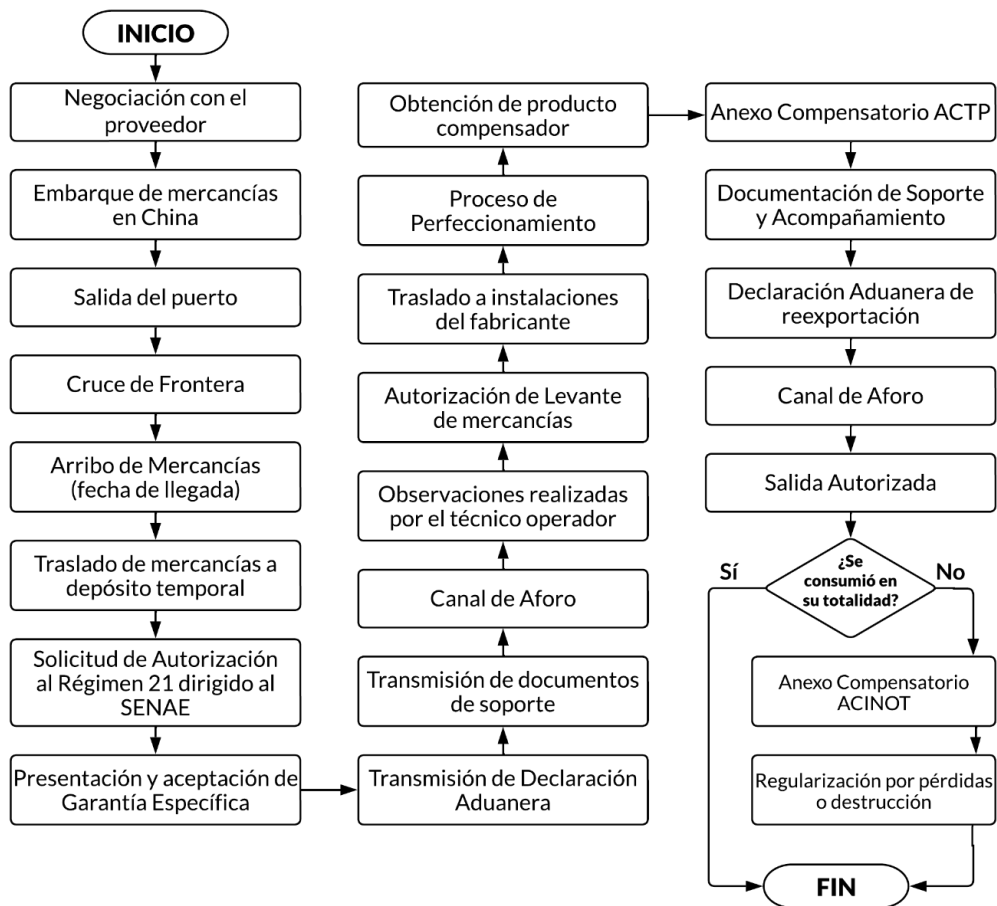 INICIO
Negociación con el
proveedor
Embarque de mercancías
en China
Salida del puerto
Cruce de Frontera
Arribo de Mercancías
(fecha de llegada)
Traslado de mercancías a
depósito temporal
Solicitud de Autorización
al Régimen 21 dirigido al
SENAE
Presentación y aceptación de
Garantía Específica
Transmisión de Declaración
Aduanera
Transmisión de documentos
de soporte
Canal de Aforo
Observaciones realizadas
por el técnico operador
Autorización de Levante
de mercancías
Traslado a instalaciones
del fabricante
Proceso de
Perfeccionamiento
Obtención de producto
compensador
Anexo Compensatorio ACTP
Documentación de Soporte
y Acompañamiento
Declaración Aduanera de
reexportación
Canal de Aforo
Salida Autorizada
¿Se
consumió en
su totalidad?
Sí
No
Anexo Compensatorio
ACINOT
Regularización por pérdidas
o destrucción
FIN